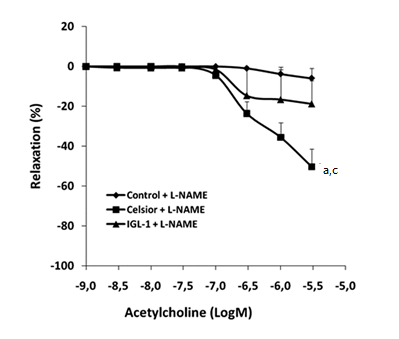 20
0
-20
-40
-60
-80
-100
Relaxation (%)
a,c
Control + L-NAME
Celsior + L-NAME
IGL-1 + L-NAME
-9,0 -8,5 -8,0 -7,5 -7,0 -6,5 -6,0 -5,5 -5,0
Acetylcholine (LogM)